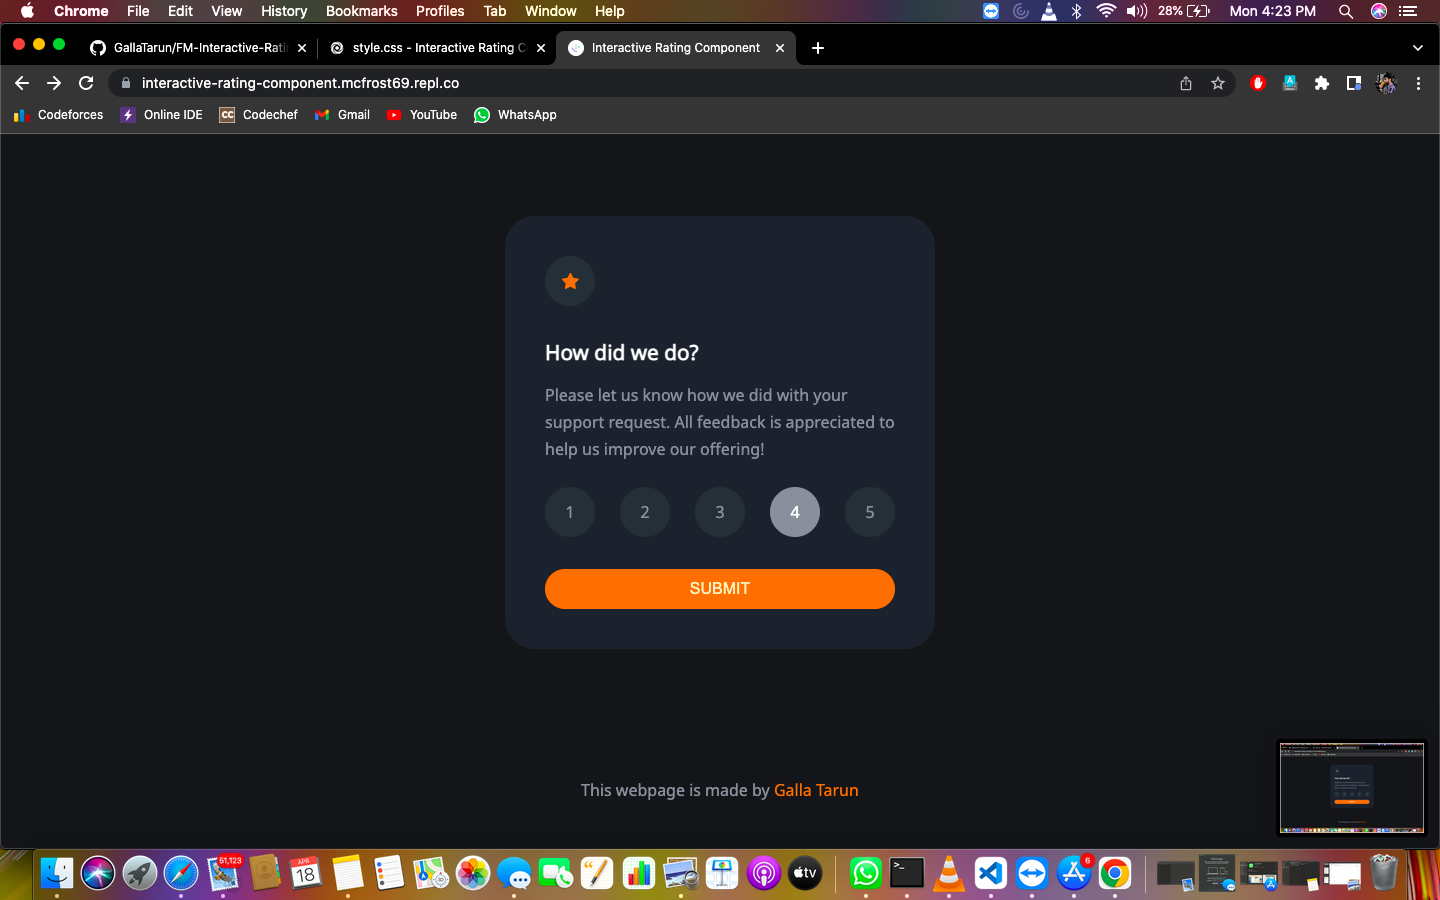 Chrome File Edit View History Bookmarks Profiles Tab Window Help 28% Mon 4:23 PM
GallaTarun/FM-Interactive-Rati style.css - Interactive Rating C Interactive Rating Component
interactive-rating-component.mcfrost69.repl.co
Codeforces Online IDE CC Codechef Gmail YouTube WhatsApp
How did we do?
Please let us know how we did with your
support request. All feedback is appreciated to
help us improve our offering!
1 2 3 4 5
SUBMIT
This webpage is made by Galla Tarun
51,123 APR 18 tv 6